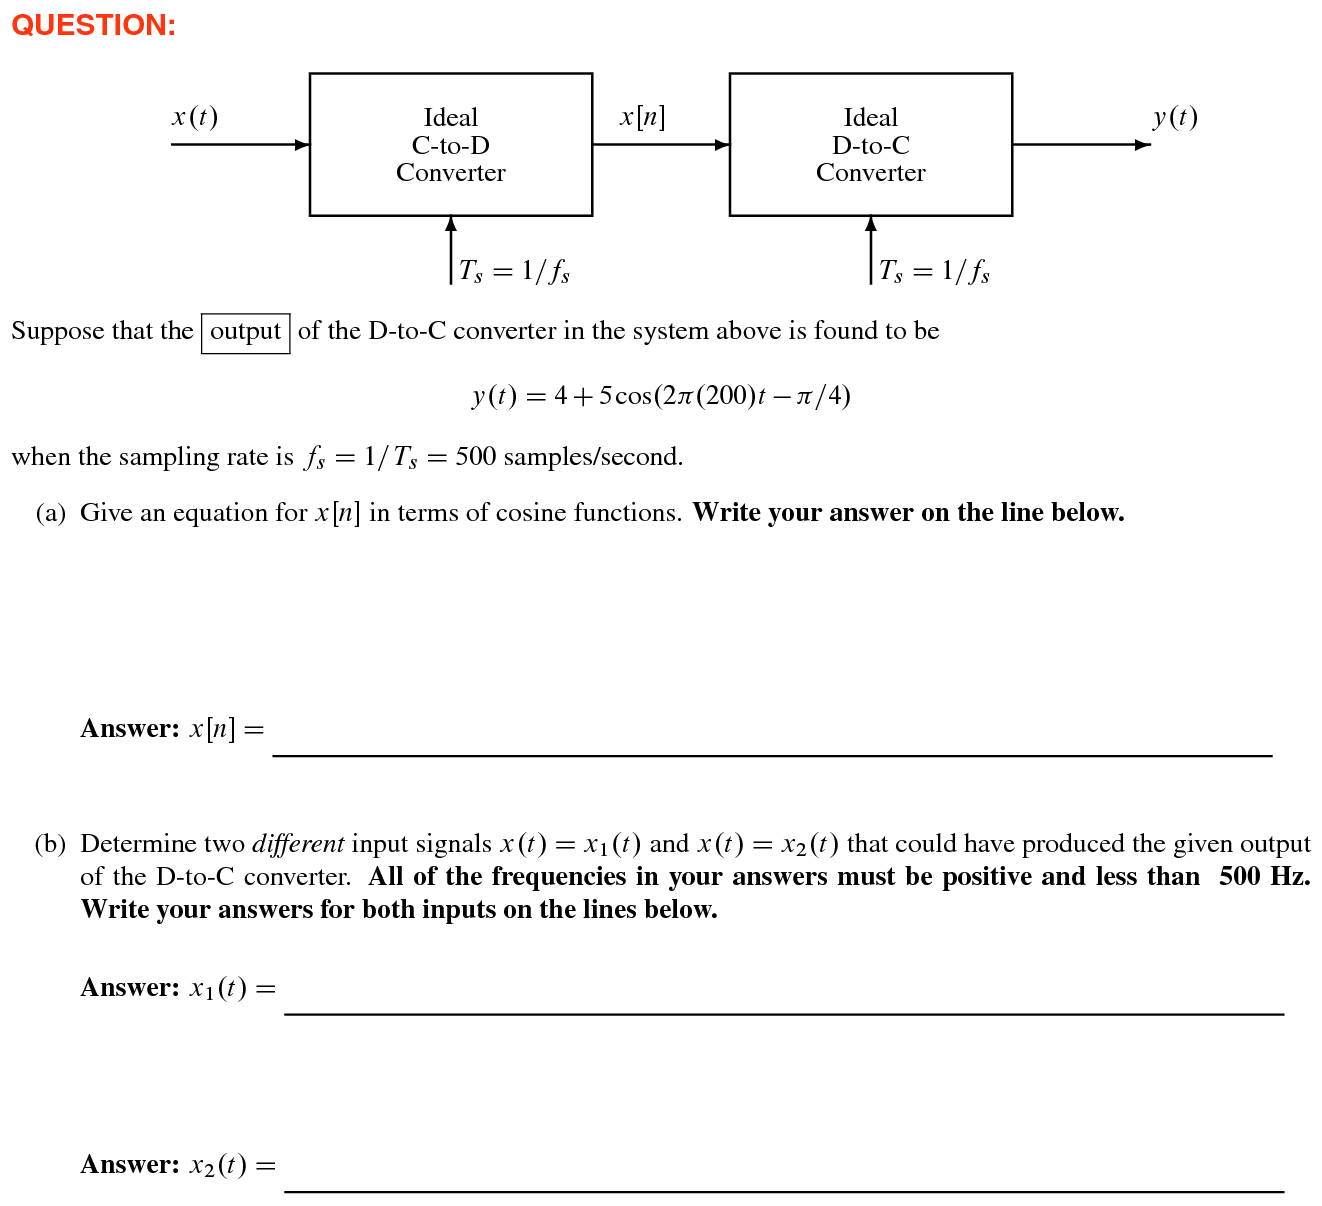 QUESTION:
x(t)
Ideal
C-to-D
Converter
x[n]
Ideal
D-to-C
Converter
y(t)
T_s = 1/f_s
T_s = 1/f_s
Suppose that the output of the D-to-C converter in the system above is found to be
y(t) = 4 + 5 cos(2π(200)t − π/4)
when the sampling rate is f_s = 1/T_s = 500 samples/second.
(a) Give an equation for x[n] in terms of cosine functions. Write your answer on the line below.
Answer: x[n] =
(b) Determine two different input signals x(t) = x_1(t) and x(t) = x_2(t) that could have produced the given output
of the D-to-C converter. All of the frequencies in your answers must be positive and less than 500 Hz.
Write your answers for both inputs on the lines below.
Answer: x_1(t) =
Answer: x_2(t) =